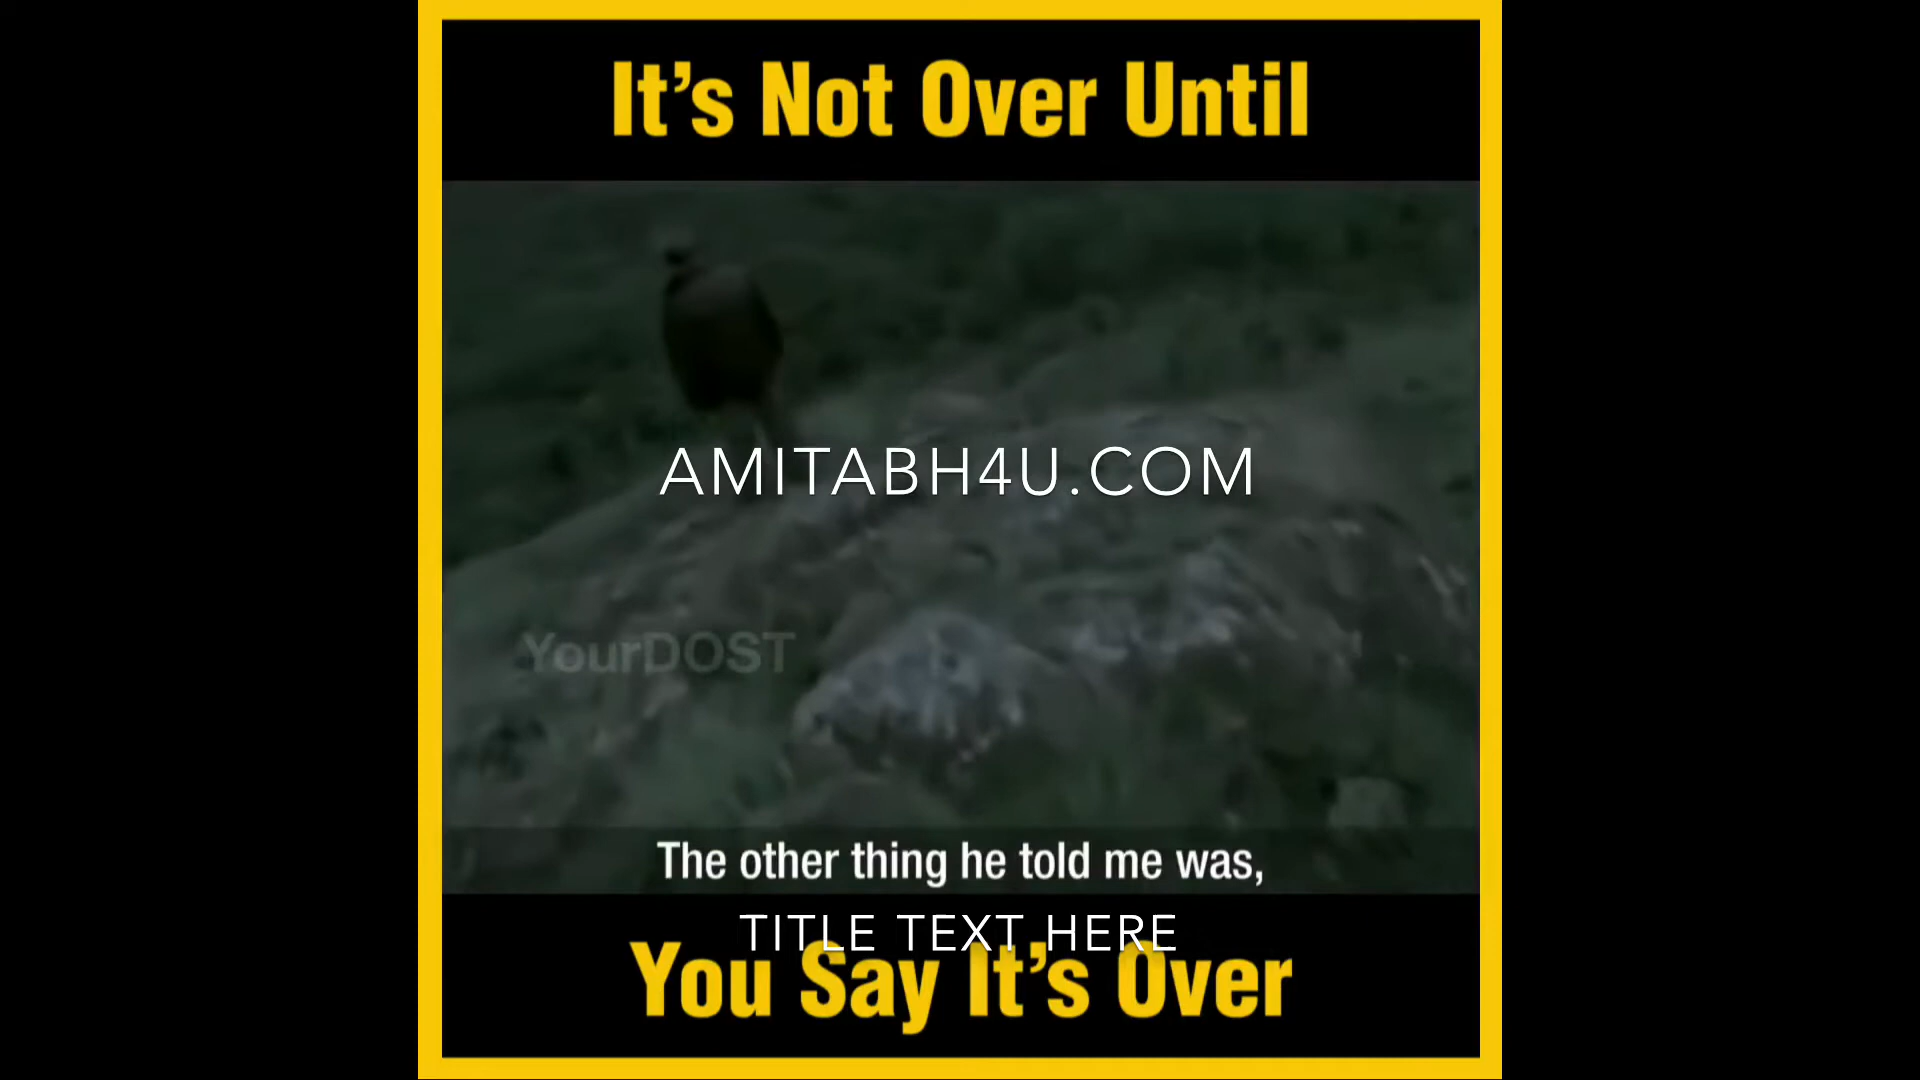 It’s Not Over Until
AMITABH4U.COM
YourDOST
The other thing he told me was,
TITLE TEXT HERE
You Say It’s Over